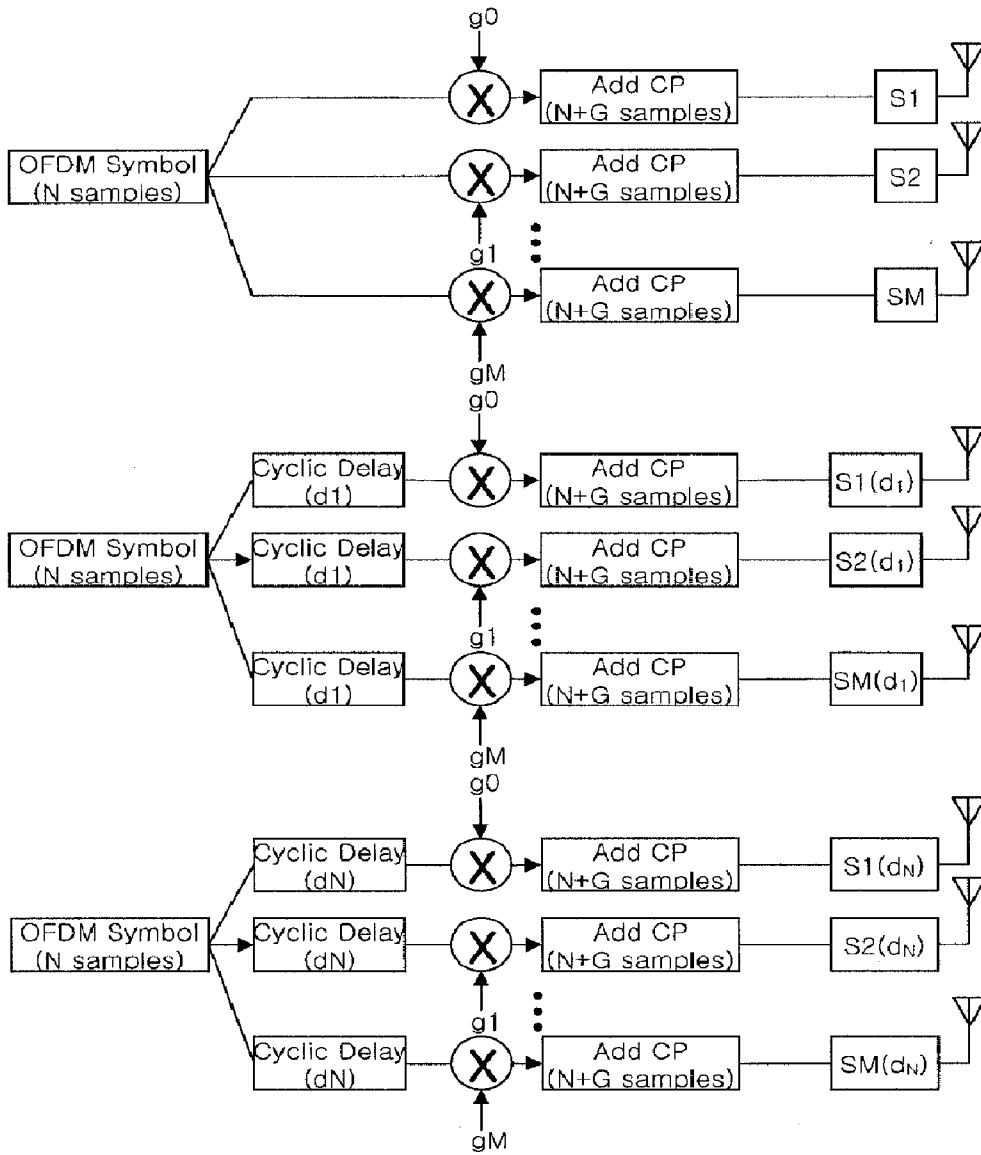 g0
X
Add CP
(N+G samples)
S1
OFDM Symbol
(N samples)
X
Add CP
(N+G samples)
S2
g1
X
Add CP
(N+G samples)
SM
gM
g0
Cyclic Delay
(d1)
X
Add CP
(N+G samples)
S1(d₁)
OFDM Symbol
(N samples)
Cyclic Delay
(d1)
X
Add CP
(N+G samples)
S2(d₁)
g1
Cyclic Delay
(d1)
X
Add CP
(N+G samples)
SM(d₁)
gM
g0
Cyclic Delay
(dN)
X
Add CP
(N+G samples)
S1(dN)
OFDM Symbol
(N samples)
Cyclic Delay
(dN)
X
Add CP
(N+G samples)
S2(dN)
g1
Cyclic Delay
(dN)
X
Add CP
(N+G samples)
SM(dN)
gM